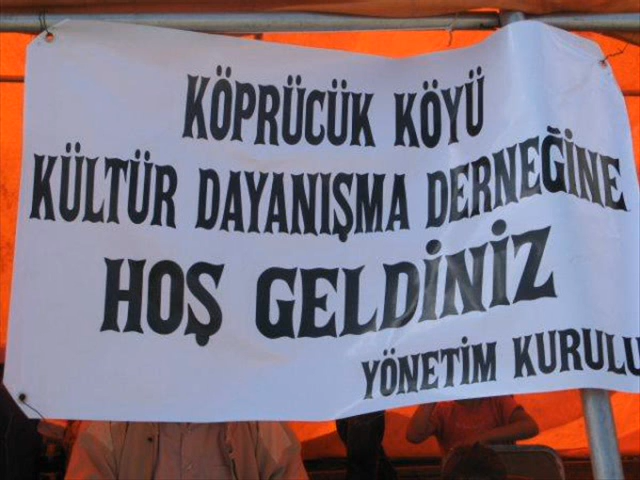 KÖPRÜCÜK KÖYÜ
KÜLTÜR DAYANIŞMA DERNEĞİNE
HOŞ GELDİNİZ
YÖNETİM KURULU